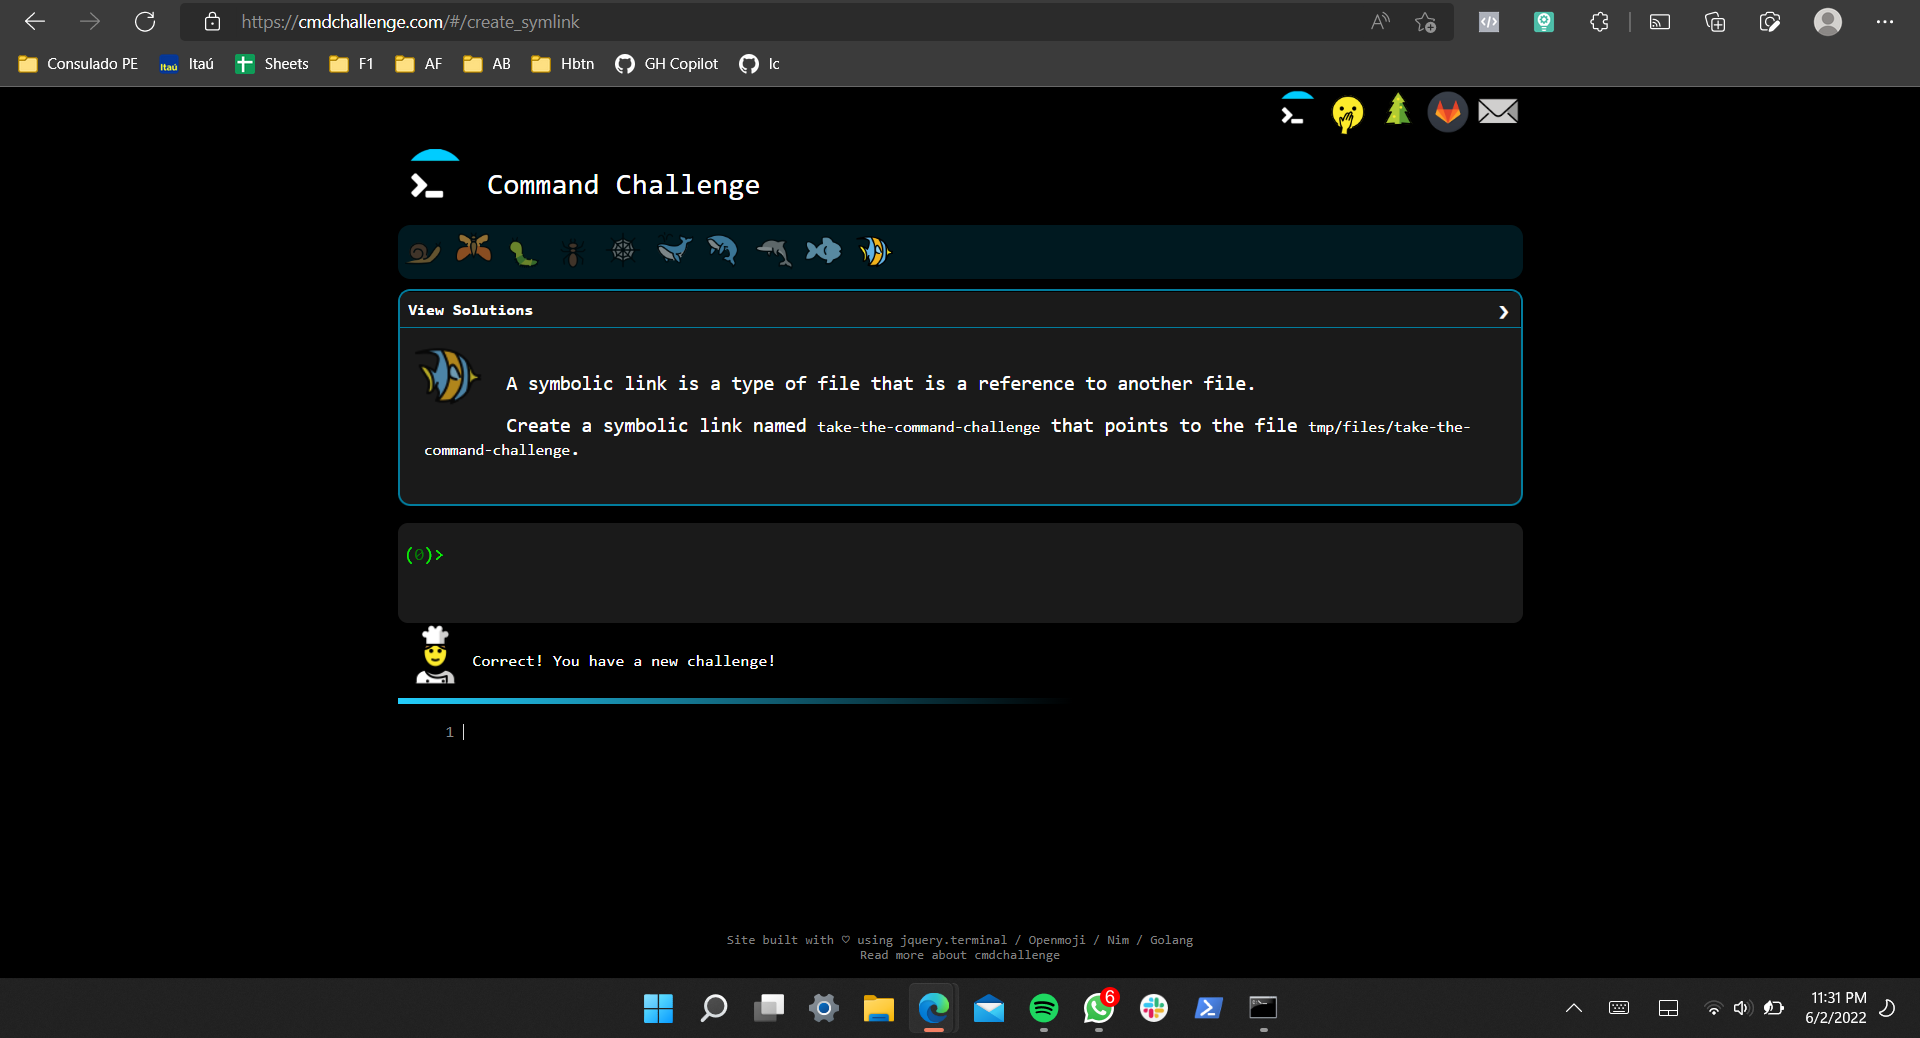 https://cmdchallenge.com/#/create_symlink
Consulado PE Itaú Sheets F1 AF AB Hbtn GH Copilot Ic
Command Challenge
View Solutions
A symbolic link is a type of file that is a reference to another file.
Create a symbolic link named take-the-command-challenge that points to the file tmp/files/take-the-
command-challenge.
(0)>
Correct! You have a new challenge!
1
Site built with ♡ using jquery.terminal / Openmoji / Nim / Golang
Read more about cmdchallenge
6
11:31 PM
6/2/2022